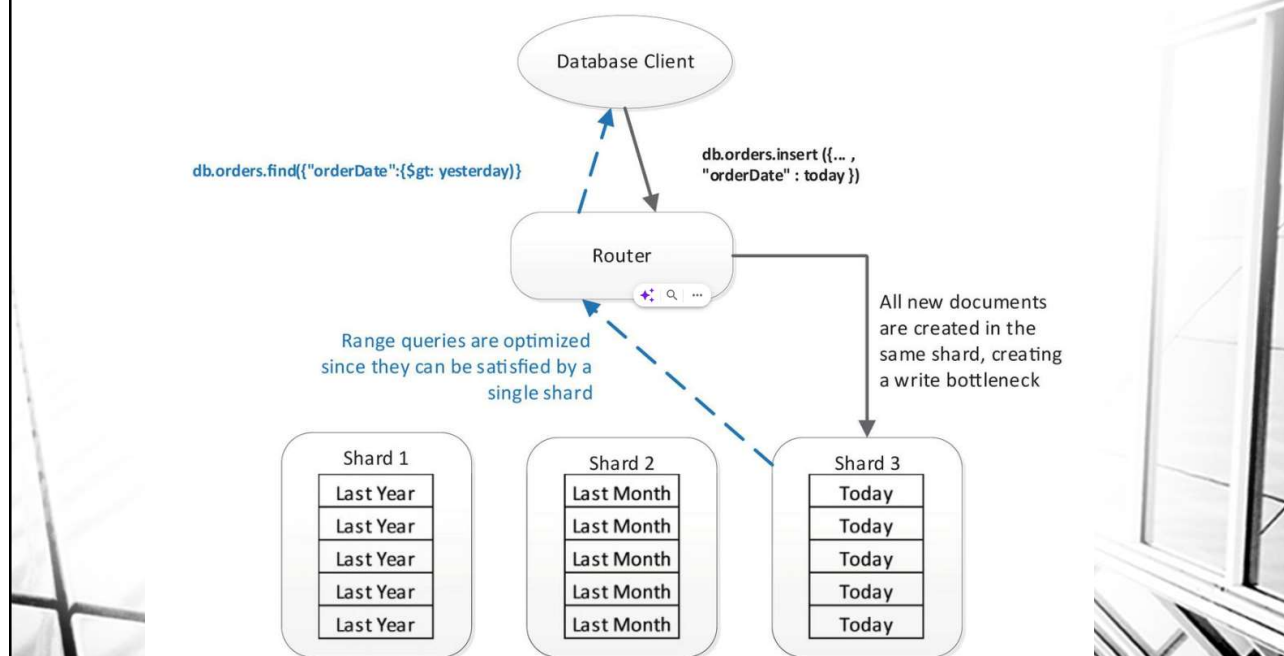 Database Client
db.orders.find({"orderDate":{$gt: yesterday)}
db.orders.insert ({... ,
"orderDate" : today })
Router
Range queries are optimized
since they can be satisfied by a
single shard
All new documents
are created in the
same shard, creating
a write bottleneck
Shard 1
Last Year
Last Year
Last Year
Last Year
Last Year
Shard 2
Last Month
Last Month
Last Month
Last Month
Last Month
Shard 3
Today
Today
Today
Today
Today